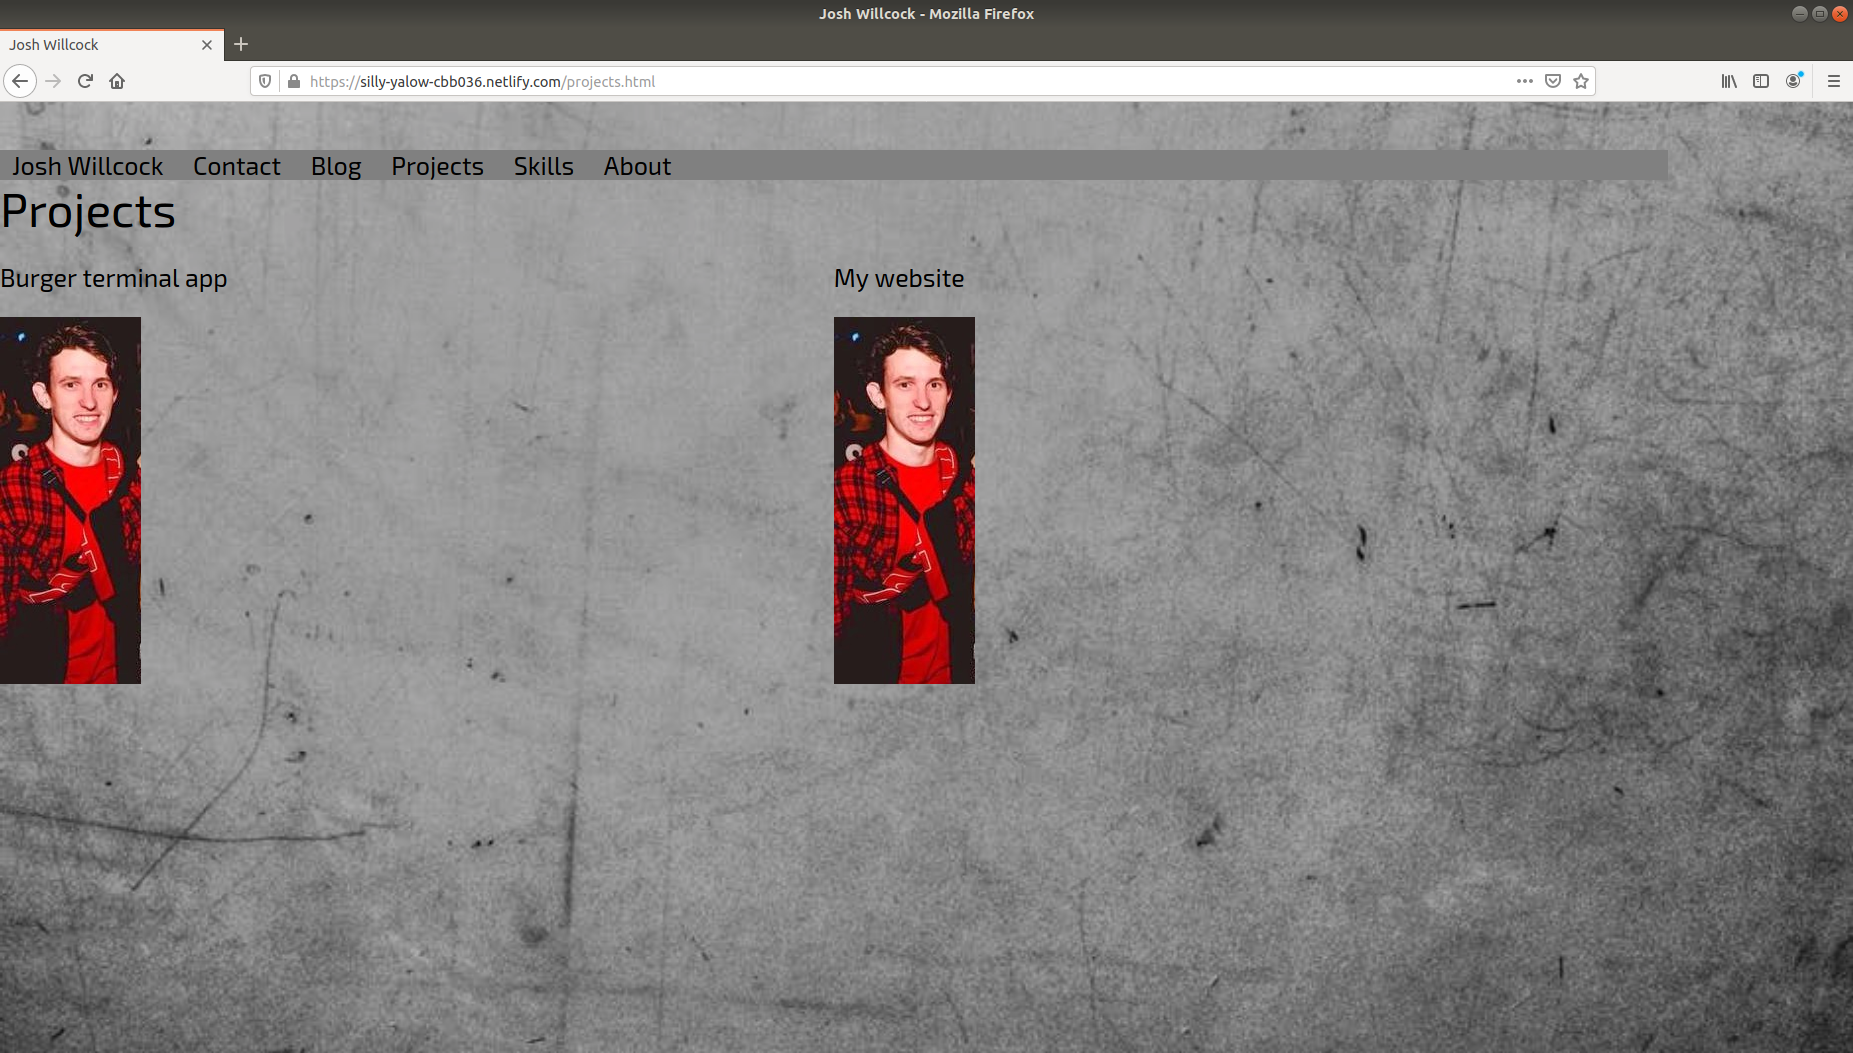 Josh Willcock - Mozilla Firefox
Josh Willcock
https://silly-yalow-cbb036.netlify.com/projects.html
Josh Willcock Contact Blog Projects Skills About
Projects
Burger terminal app My website